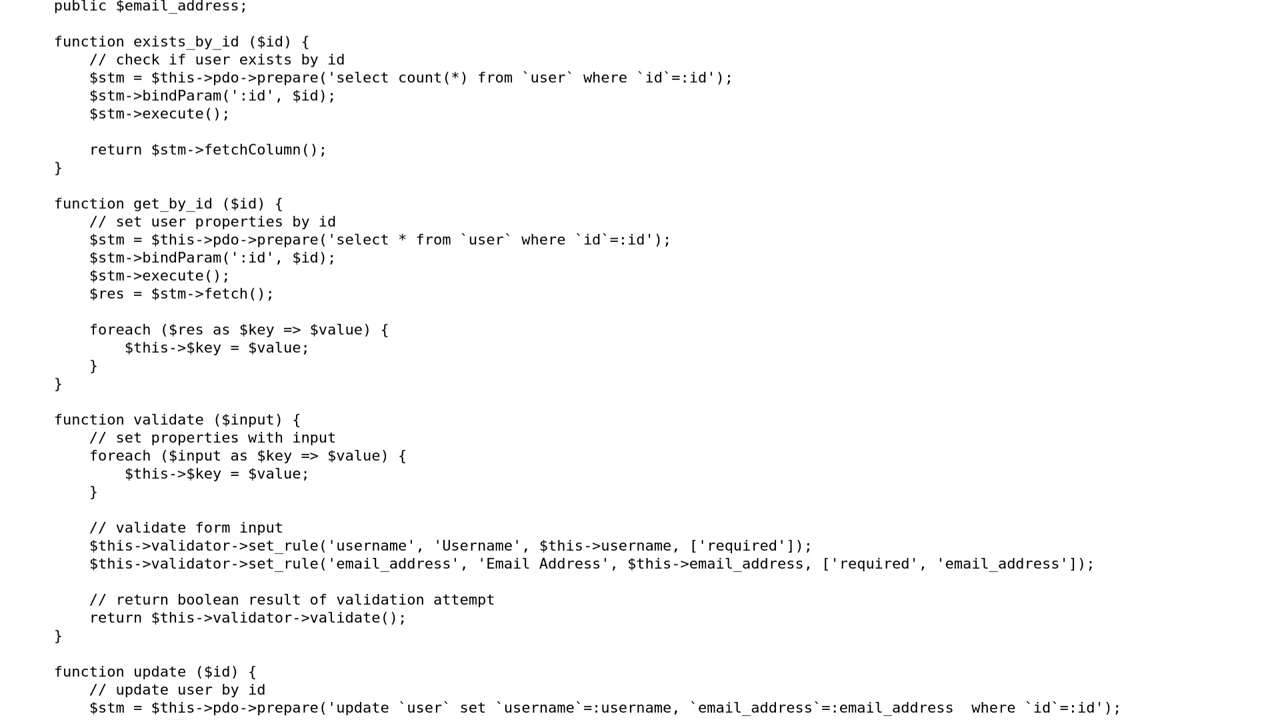 public $email_address;
function exists_by_id ($id) {
// check if user exists by id
$stm = $this->pdo->prepare('select count(*) from `user` where `id`=:id');
$stm->bindParam(':id', $id);
$stm->execute();
return $stm->fetchColumn();
}
function get_by_id ($id) {
// set user properties by id
$stm = $this->pdo->prepare('select * from `user` where `id`=:id');
$stm->bindParam(':id', $id);
$stm->execute();
$res = $stm->fetch();
foreach ($res as $key => $value) {
$this->$key = $value;
}
}
function validate ($input) {
// set properties with input
foreach ($input as $key => $value) {
$this->$key = $value;
}
// validate form input
$this->validator->set_rule('username', 'Username', $this->username, ['required']);
$this->validator->set_rule('email_address', 'Email Address', $this->email_address, ['required', 'email_address']);
// return boolean result of validation attempt
return $this->validator->validate();
}
function update ($id) {
// update user by id
$stm = $this->pdo->prepare('update `user` set `username`=:username, `email_address`=:email_address  where `id`=:id');